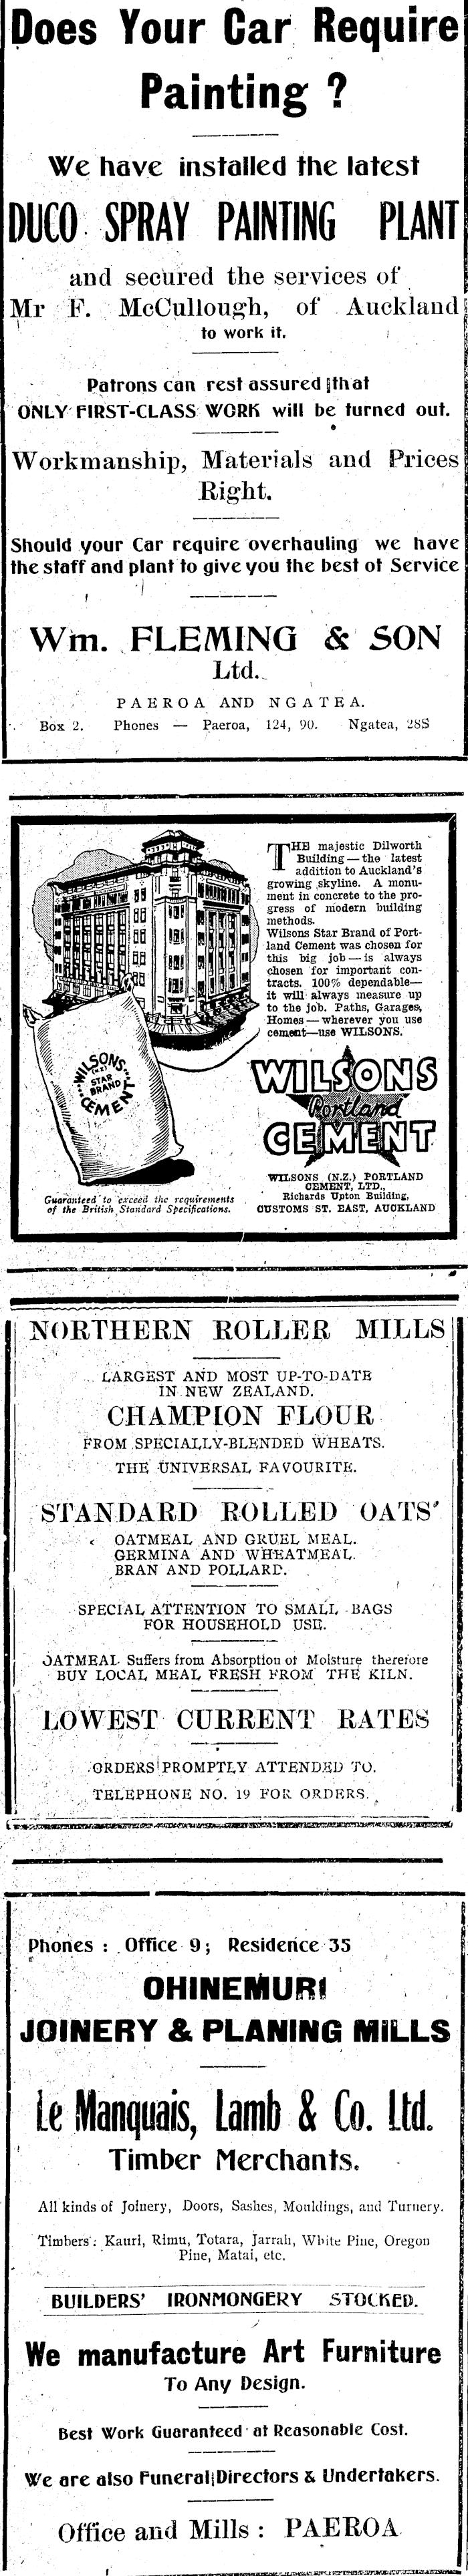 Does Your Car Require
Painting ?
We have installed the latest
DUCO SPRAY PAINTING PLANT
and secured the services of
Mr F. McCullough, of Auckland
to work it.
Patrons can rest assured that
ONLY FIRST-CLASS WORK will be turned out.
Workmanship, Materials and Prices
Right.
Should your Car require overhauling we have
the staff and plant to give you the best of Service
Wm. FLEMING & SON
Ltd.
PAEROA AND NGATEA.
Box 2. Phones — Paeroa, 124, 90. Ngatea, 28S
THE majestic Dilworth
Building — the latest
addition to Auckland's
growing skyline. A monu-
ment in concrete to the pro-
gress of modern building
methods.
Wilsons Star Brand of Port-
land Cement was chosen for
this big job — is always
chosen for important con-
tracts. 100% dependable—
it will always measure up
to the job. Paths, Garages,
Homes — wherever you use
cement—use WILSONS.
WILSONS
(N.Z.)
STAR
BRAND
CEMENT
WILSONS
Portland
CEMENT
Guaranteed to exceed the requirements
of the British Standard Specifications.
WILSONS (N.Z.) PORTLAND
CEMENT, LTD.,
Richards Upton Building,
CUSTOMS ST. EAST, AUCKLAND
NORTHERN ROLLER MILLS
LARGEST AND MOST UP-TO-DATE
IN NEW ZEALAND.
CHAMPION FLOUR
FROM SPECIALLY-BLENDED WHEATS.
THE UNIVERSAL FAVOURITE.
STANDARD ROLLED OATS'
OATMEAL AND GRUEL MEAL.
GERMINA AND WHEATMEAL.
BRAN AND POLLARD.
SPECIAL ATTENTION TO SMALL BAGS
FOR HOUSEHOLD USE.
OATMEAL Suffers from Absorption of Moisture therefore
BUY LOCAL MEAL FRESH FROM THE KILN.
LOWEST CURRENT RATES
ORDERS PROMPTLY ATTENDED TO.
TELEPHONE NO. 19 FOR ORDERS.
Phones : Office 9; Residence 35
OHINEMURI
JOINERY & PLANING MILLS
Le Manquais, Lamb & Co. Ltd.
Timber Merchants.
All kinds of Joinery, Doors, Sashes, Mouldings, and Turnery.
Timbers: Kauri, Rimu, Totara, Jarrah, White Pine, Oregon
Pine, Matai, etc.
BUILDERS' IRONMONGERY STOCKED.
We manufacture Art Furniture
To Any Design.
Best Work Guaranteed at Reasonable Cost.
We are also Funeral Directors & Undertakers.
Office and Mills : PAEROA